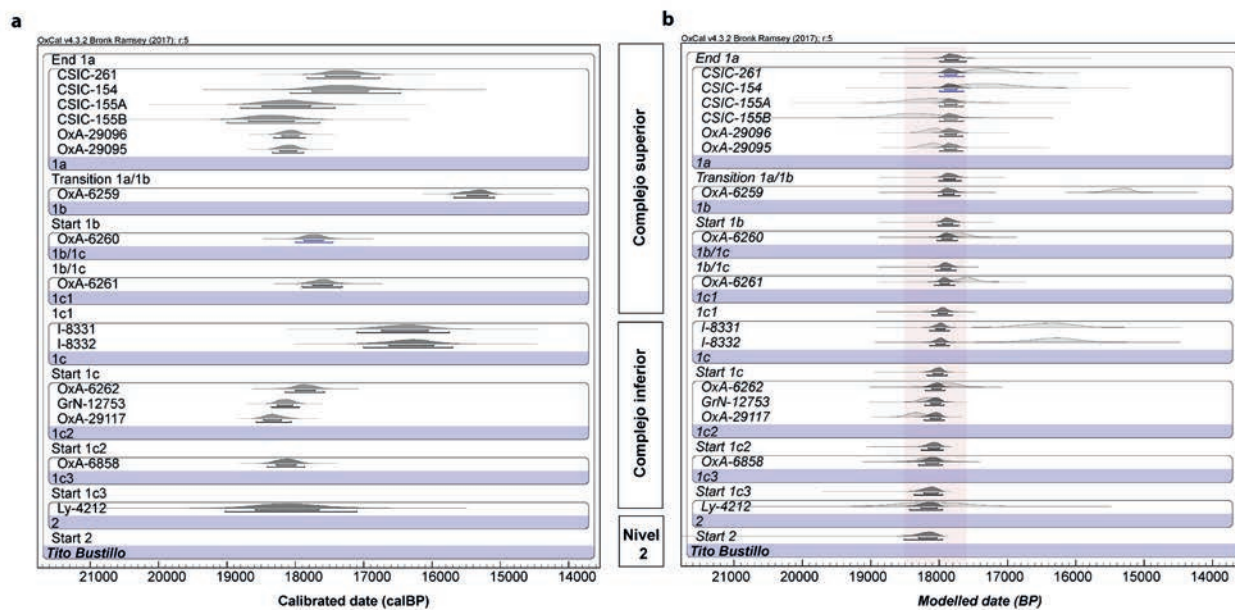 a
OxCal v4.3.2 Bronk Ramsey (2017); r:5
End 1a
CSIC-261
CSIC-154
CSIC-155A
CSIC-155B
OxA-29096
OxA-29095
1a
Transition 1a/1b
OxA-6259
1b
Start 1b
OxA-6260
1b/1c
1b/1c
OxA-6261
1c1
1c1
I-8331
I-8332
1c
Start 1c
OxA-6262
GrN-12753
OxA-29117
1c2
Start 1c2
OxA-6858
1c3
Start 1c3
Ly-4212
2
Start 2
Tito Bustillo
21000 20000 19000 18000 17000 16000 15000 14000
Calibrated date (calBP)
Complejo superior
Complejo inferior
Nivel
2
b
OxCal v4.3.2 Bronk Ramsey (2017); r:5
End 1a
CSIC-261
CSIC-154
CSIC-155A
CSIC-155B
OxA-29096
OxA-29095
1a
Transition 1a/1b
OxA-6259
1b
Start 1b
OxA-6260
1b/1c
1b/1c
OxA-6261
1c1
1c1
I-8331
I-8332
1c
Start 1c
OxA-6262
GrN-12753
OxA-29117
1c2
Start 1c2
OxA-6858
1c3
Start 1c3
Ly-4212
2
Start 2
Tito Bustillo
21000 20000 19000 18000 17000 16000 15000 14000
Modelled date (BP)